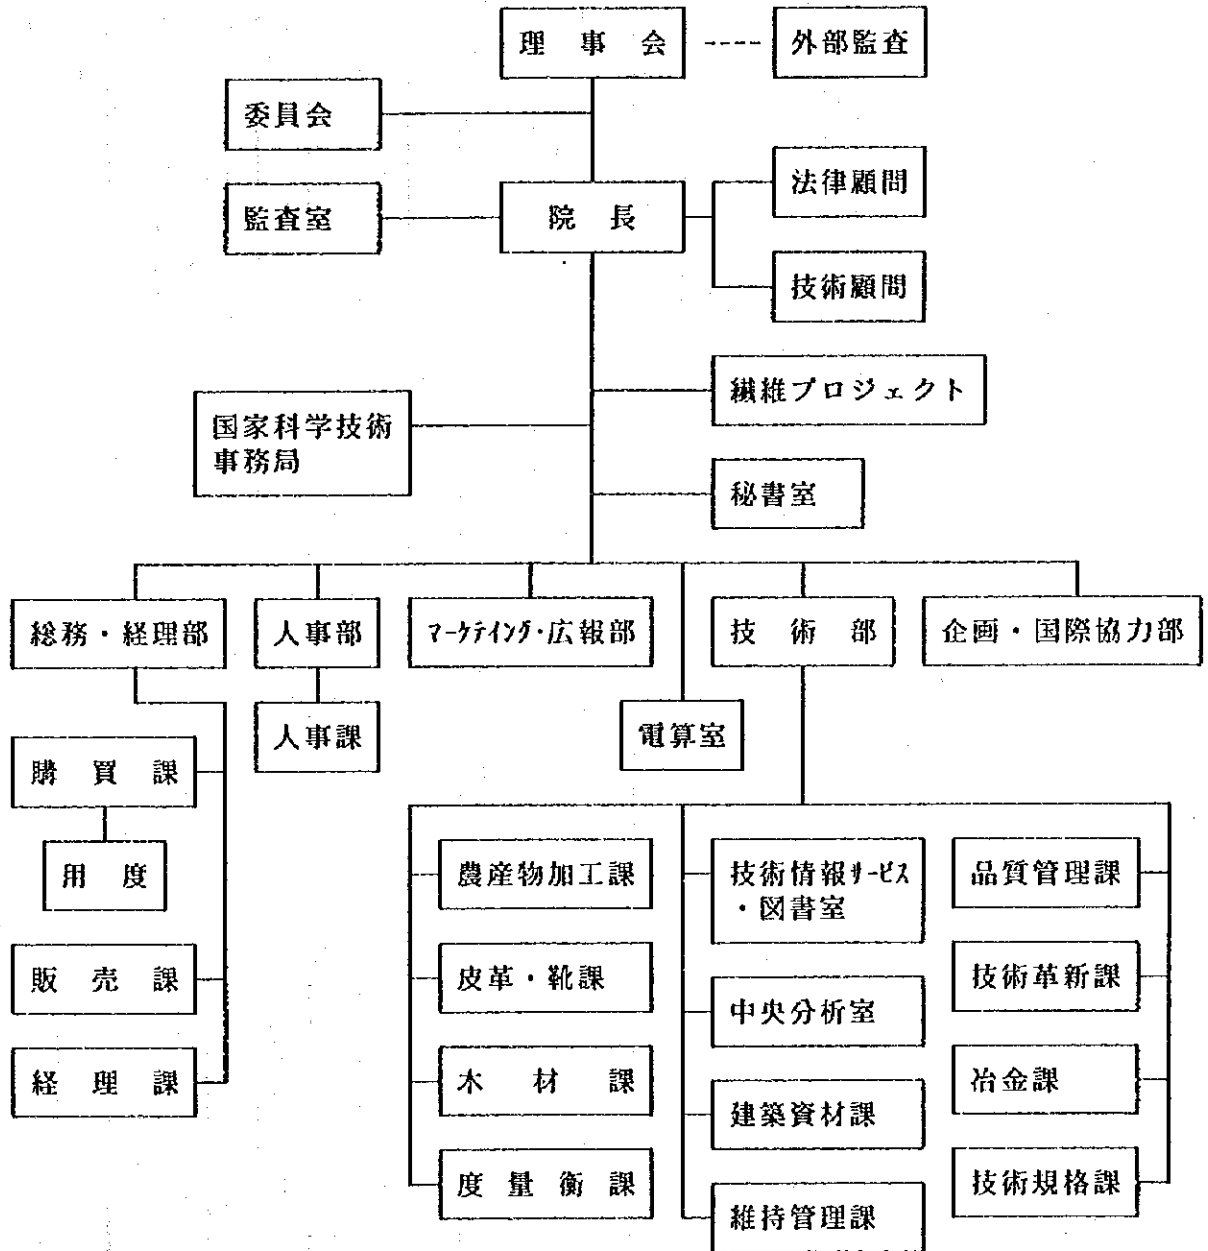 理事会
外部監査
委員会
法律顧問
監査室
院長
技術顧問
繊維プロジェクト
国家科学技術
事務局
秘書室
総務・経理部
人事部
マーケティング・広報部
技術部
企画・国際協力部
人事課
電算室
購買課
用度
販売課
経理課
農産物加工課
皮革・靴課
木材課
度量衡課
技術情報サービス
・図書室
中央分析室
建築資材課
維持管理課
品質管理課
技術革新課
冶金課
技術規格課